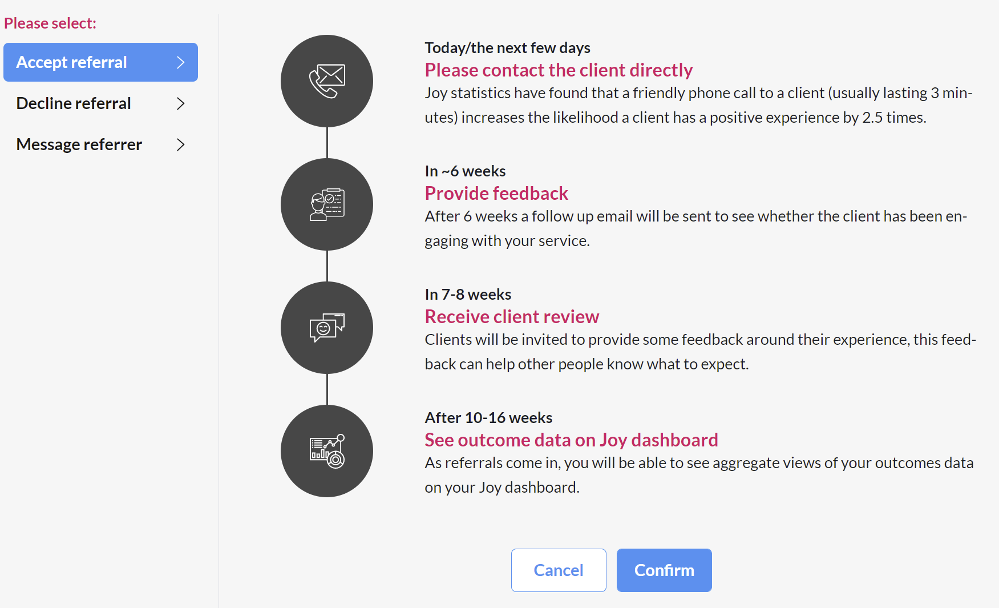 Please select:
Accept referral
Decline referral
Message referrer
Today/the next few days
Please contact the client directly
Joy statistics have found that a friendly phone call to a client (usually lasting 3 min-
utes) increases the likelihood a client has a positive experience by 2.5 times.
In ~6 weeks
Provide feedback
After 6 weeks a follow up email will be sent to see whether the client has been en-
gaging with your service.
In 7-8 weeks
Receive client review
Clients will be invited to provide some feedback around their experience, this feed-
back can help other people know what to expect.
After 10-16 weeks
See outcome data on Joy dashboard
As referrals come in, you will be able to see aggregate views of your outcomes data
on your Joy dashboard.
Cancel
Confirm